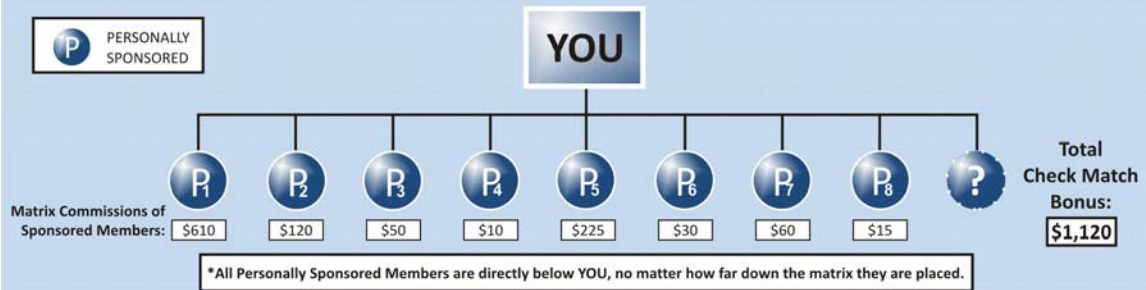 P PERSONALLY
SPONSORED
YOU
P1 P2 P3 P4 P5 P6 P7 P8 ?
Matrix Commissions of
Sponsored Members: $610 $120 $50 $10 $225 $30 $60 $15
Total
Check Match
Bonus:
$1,120
*All Personally Sponsored Members are directly below YOU, no matter how far down the matrix they are placed.